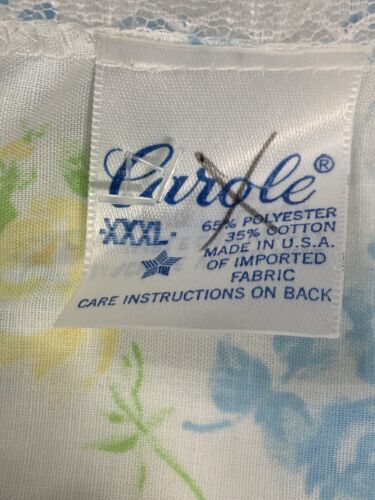 Carole®
-XXXL-
65% POLYESTER
35% COTTON
MADE IN U.S.A.
OF IMPORTED
FABRIC
CARE INSTRUCTIONS ON BACK